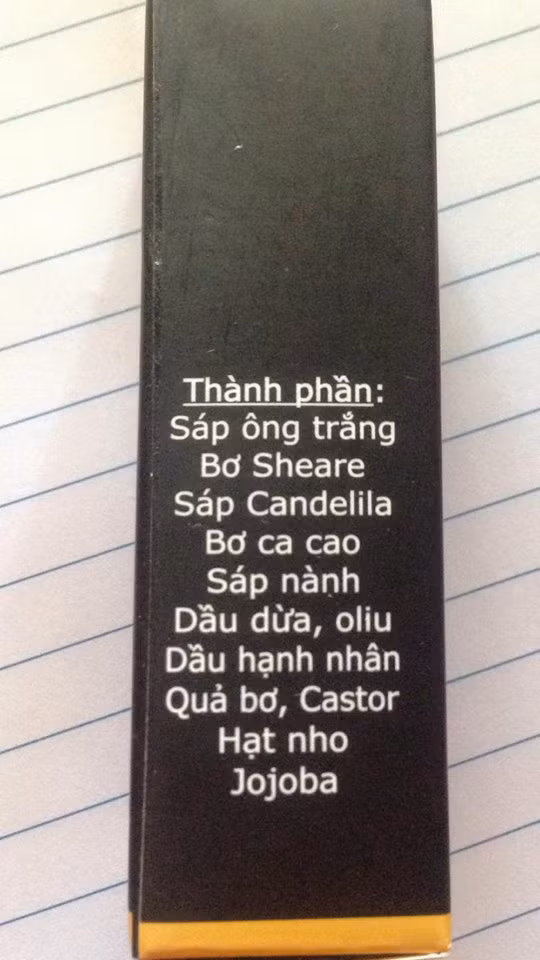 Thành phần:
Sáp ông trắng
Bơ Sheare
Sáp Candelila
Bơ ca cao
Sáp nành
Dầu dừa, oliu
Dầu hạnh nhân
Quả bơ, Castor
Hạt nho
Jojoba